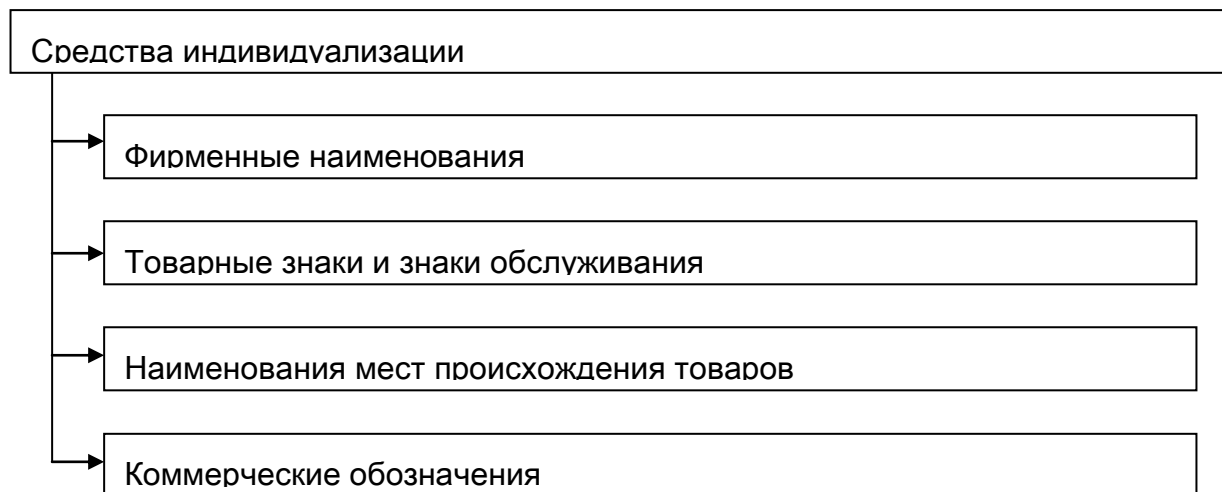 Средства индивидуализации
Фирменные наименования
Товарные знаки и знаки обслуживания
Наименования мест происхождения товаров
Коммерческие обозначения